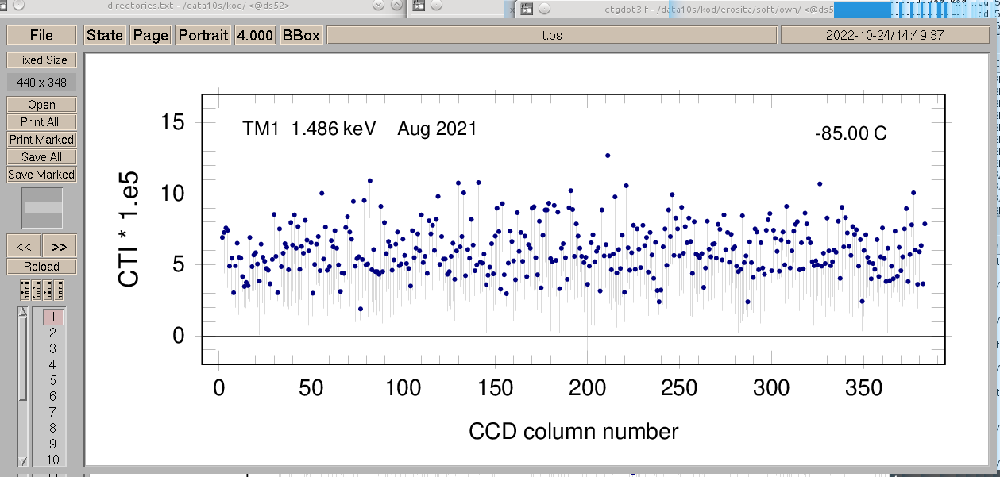 directories.txt - /data10s/kod/ <@ds52>
ctgdot3.f - /data10s/kod/erosita/soft/own/ <@ds5
File State Page Portrait 4.000 BBox t.ps 2022-10-24/14:49:37
Fixed Size
440 x 348
Open
Print All
Print Marked
Save All
Save Marked
<< >>
Reload
1
2
3
4
5
6
7
8
9
10
TM1 1.486 keV Aug 2021 -85.00 C
15
10
5
0
CTI * 1.e5
0 50 100 150 200 250 300 350
CCD column number